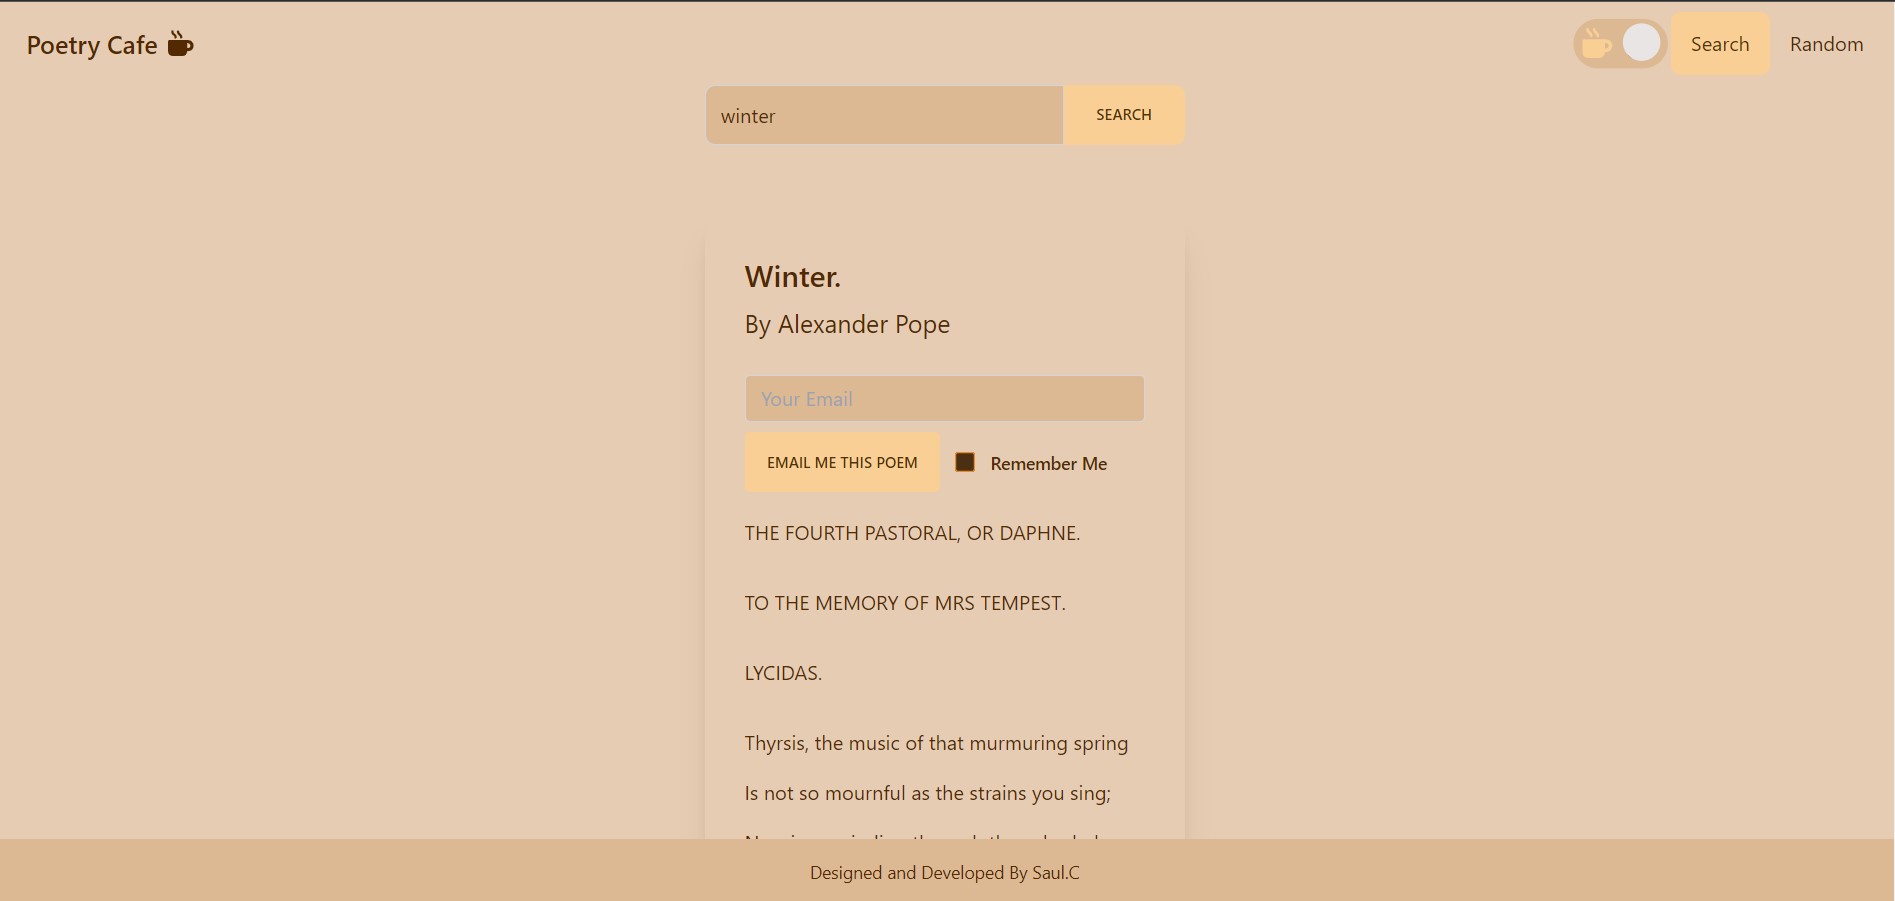 Poetry Cafe
Search
Random
winter
SEARCH
Winter.
By Alexander Pope
Your Email
EMAIL ME THIS POEM
Remember Me
THE FOURTH PASTORAL, OR DAPHNE.
TO THE MEMORY OF MRS TEMPEST.
LYCIDAS.
Thyrsis, the music of that murmuring spring
Is not so mournful as the strains you sing;
Designed and Developed By Saul.C